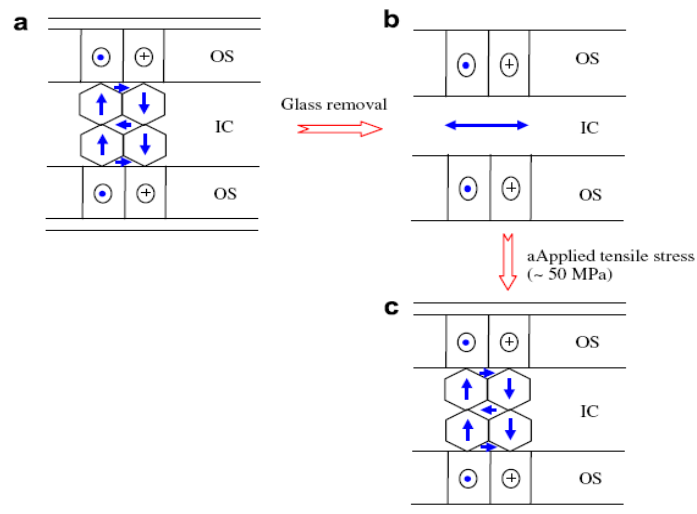 a
OS
IC
OS
Glass removal
b
OS
IC
OS
aApplied tensile stress
(~ 50 MPa)
c
OS
IC
OS